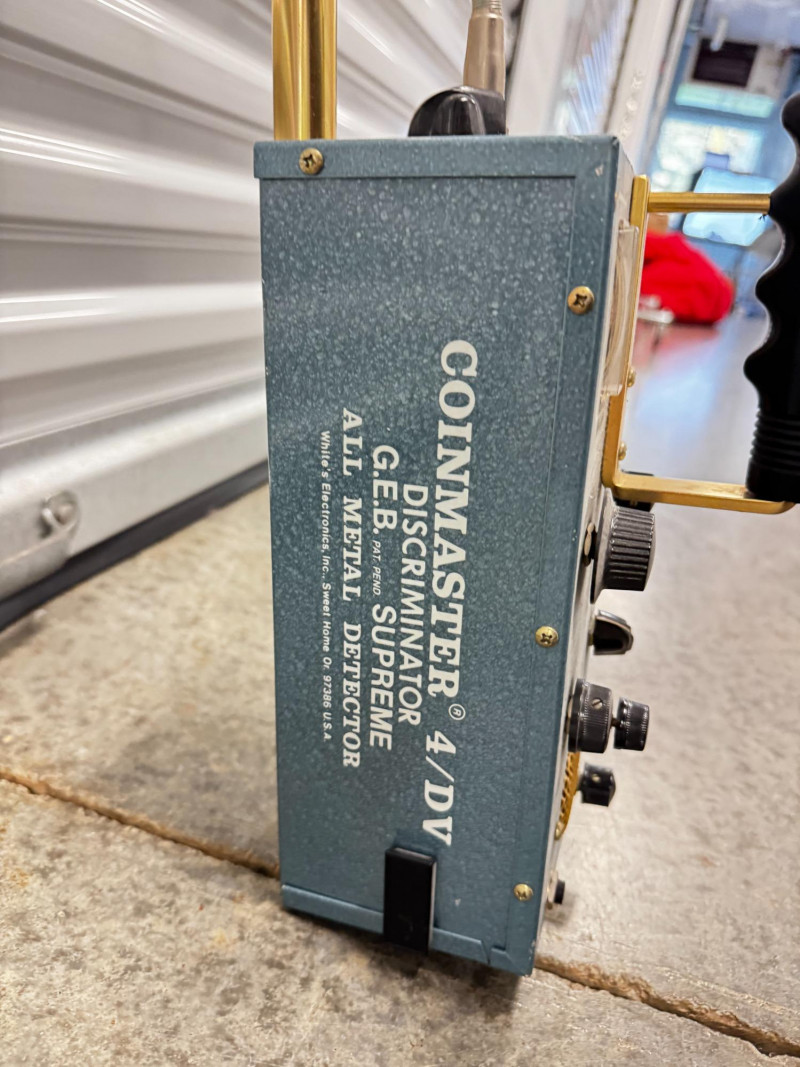 COINMASTER® 4/DV
DISCRIMINATOR
G.E.B. PAT. PEND. SUPREME
ALL METAL DETECTOR
White's Electronics, Inc., Sweet Home Or. 97386 U.S.A.